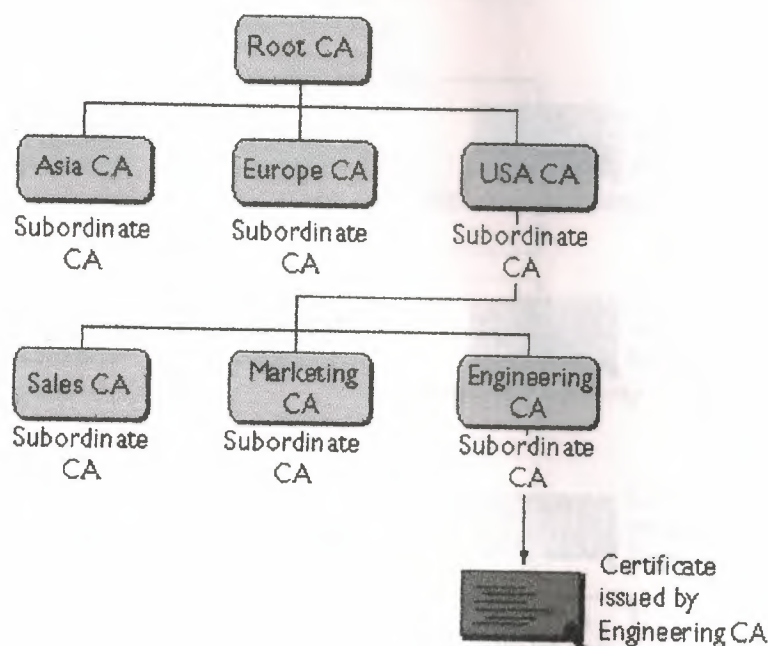 Root CA
Asia CA
Europe CA
USA CA
Subordinate
CA
Subordinate
CA
Subordinate
CA
Sales CA
Marketing
CA
Engineering
CA
Subordinate
CA
Subordinate
CA
Subordinate
CA
Certificate
issued by
Engineering CA